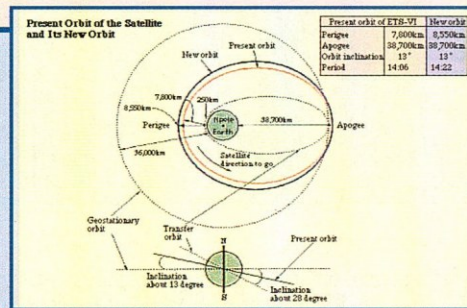 Present Orbit of the Satellite
and Its New Orbit
Present orbit of ETS-VI New orbit
Perigee 7,800km 8,550km
Apogee 38,700km 38,700km
Orbit inclination 13° 13°
Period 14:06 14:22
Present orbit
New orbit
7,800km
250km
8,550km
Perigee
N pole
Earth
38,700km
Apogee
36,000km
Satellite
direction to go
Geostationary
orbit
Transfer
orbit
N
Present orbit
Inclination
about 13 degree
S
Inclination
about 28 degree